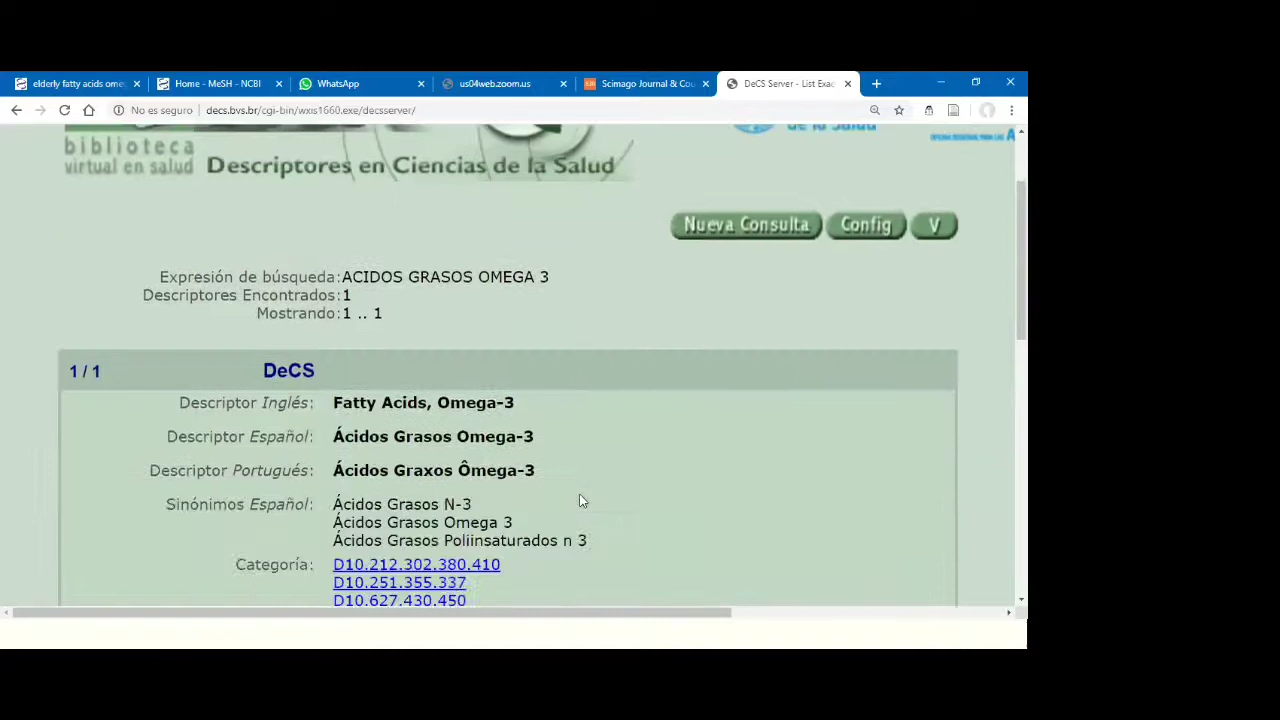 elderly fatty acids ome
Home - MeSH - NCBI
WhatsApp
us04web.zoom.us
Scimago Journal & Cou
DeCS Server - List Exac
No es seguro
decs.bvs.br/cgi-bin/wxis1660.exe/decsserver/
biblioteca
virtual en salud
de la Salud
Descriptores en Ciencias de la Salud
Nueva Consulta
Config
V
Expresión de búsqueda:ACIDOS GRASOS OMEGA 3
Descriptores Encontrados:1
Mostrando:1 .. 1
1 / 1 DeCS
Descriptor Inglés: Fatty Acids, Omega-3
Descriptor Español: Ácidos Grasos Omega-3
Descriptor Portugués: Ácidos Graxos Ômega-3
Sinónimos Español: Ácidos Grasos N-3
Ácidos Grasos Omega 3
Ácidos Grasos Poliinsaturados n 3
Categoría: D10.212.302.380.410
D10.251.355.337
D10.627.430.450